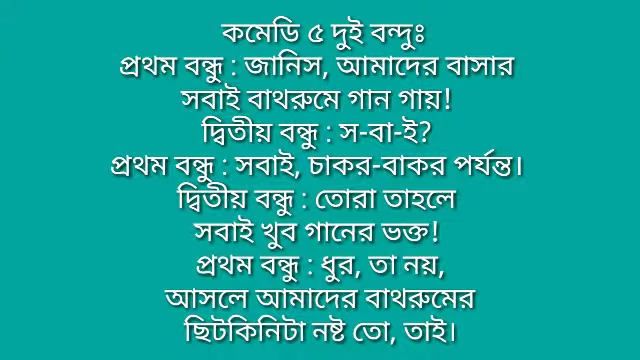 কমেডি ৫ দুই বন্দুঃ
প্রথম বন্ধু : জানিস, আমাদের বাসার
সবাই বাথরুমে গান গায়!
দ্বিতীয় বন্ধু : স-বা-ই?
প্রথম বন্ধু : সবাই, চাকর-বাকর পর্যন্ত।
দ্বিতীয় বন্ধু : তোরা তাহলে
সবাই খুব গানের ভক্ত!
প্রথম বন্ধু : ধুর, তা নয়,
আসলে আমাদের বাথরুমের
ছিটকিনিটা নষ্ট তো, তাই।